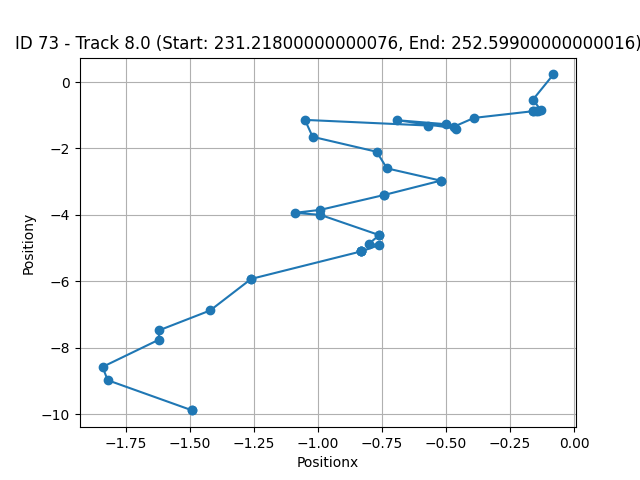 ID 73 - Track 8.0 (Start: 231.21800000000076, End: 252.59900000000016)
0
−2
−4
−6
−8
−10
Positiony
−1.75 −1.50 −1.25 −1.00 −0.75 −0.50 −0.25 0.00
Positionx